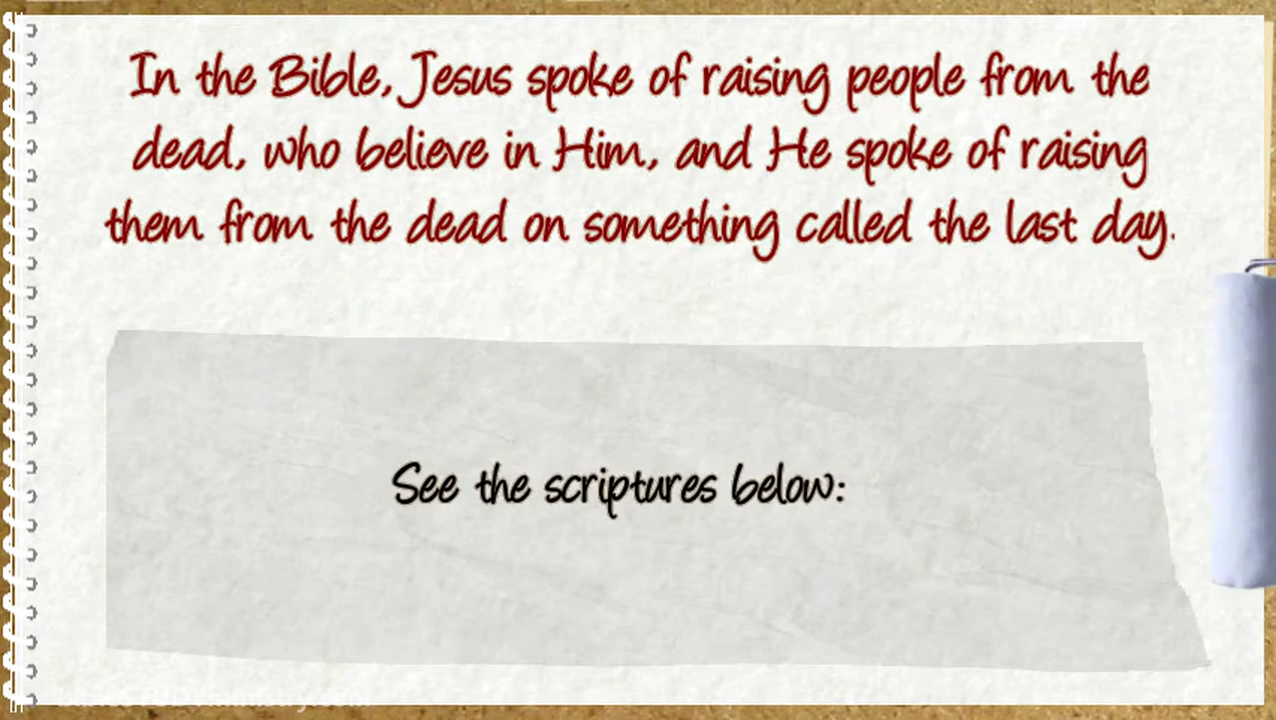 In the Bible, Jesus spoke of raising people from the
dead, who believe in Him, and He spoke of raising
them from the dead on something called the last day.
See the scriptures below: